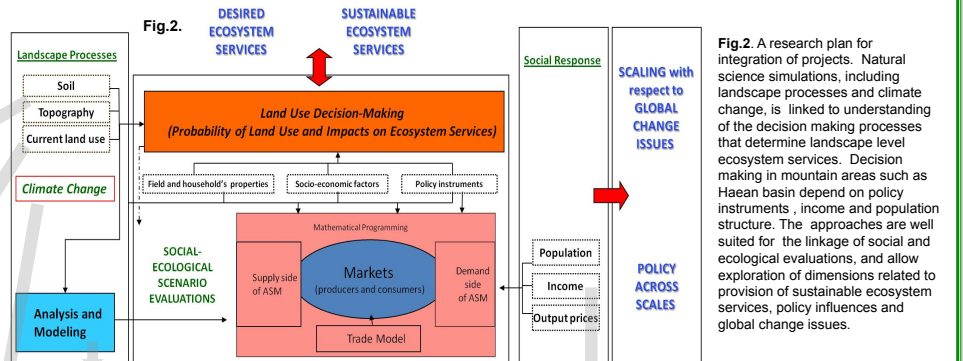 Fig.2.
DESIRED
ECOSYSTEM
SERVICES
SUSTAINABLE
ECOSYSTEM
SERVICES
Landscape Processes
Soil
Topography
Current land use
Climate Change
Analysis and
Modeling
Land Use Decision-Making
(Probability of Land Use and Impacts on Ecosystem Services)
Field and household's properties
Socio-economic factors
Policy instruments
SOCIAL-
ECOLOGICAL
SCENARIO
EVALUATIONS
Mathematical Programming
Supply side
of ASM
Markets
(producers and consumers)
Demand
side
of ASM
Trade Model
Social Response
Population
Income
Output prices
SCALING with
respect to
GLOBAL
CHANGE
ISSUES
POLICY
ACROSS
SCALES
Fig.2. A research plan for
integration of projects. Natural
science simulations, including
landscape processes and climate
change, is linked to understanding
of the decision making processes
that determine landscape level
ecosystem services. Decision
making in mountain areas such as
Haean basin depend on policy
instruments , income and population
structure. The approaches are well
suited for the linkage of social and
ecological evaluations, and allow
exploration of dimensions related to
provision of sustainable ecosystem
services, policy influences and
global change issues.